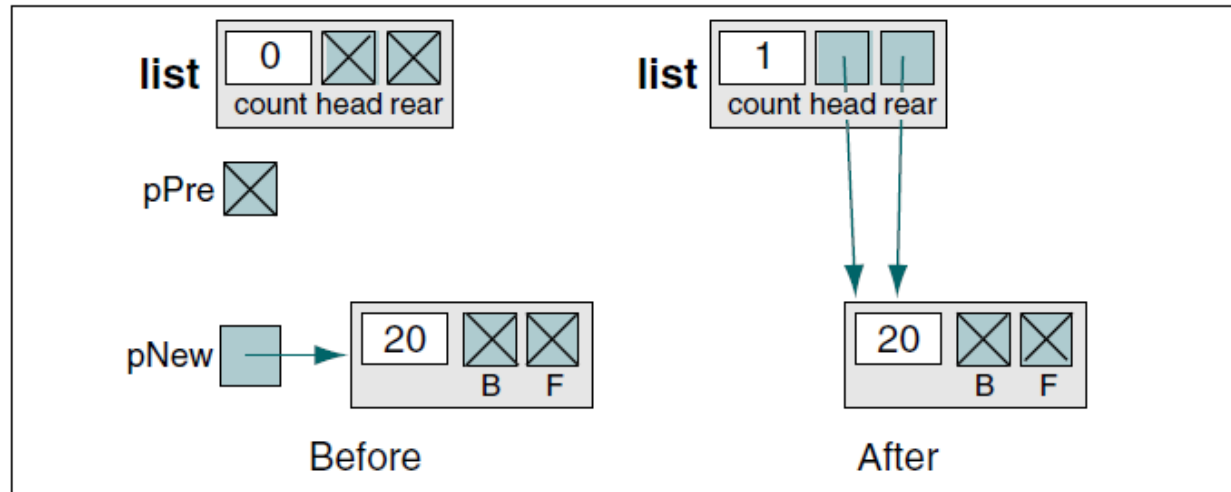 list 0
count head rear
pPre
pNew 20
B F
Before
list 1
count head rear
20
B F
After